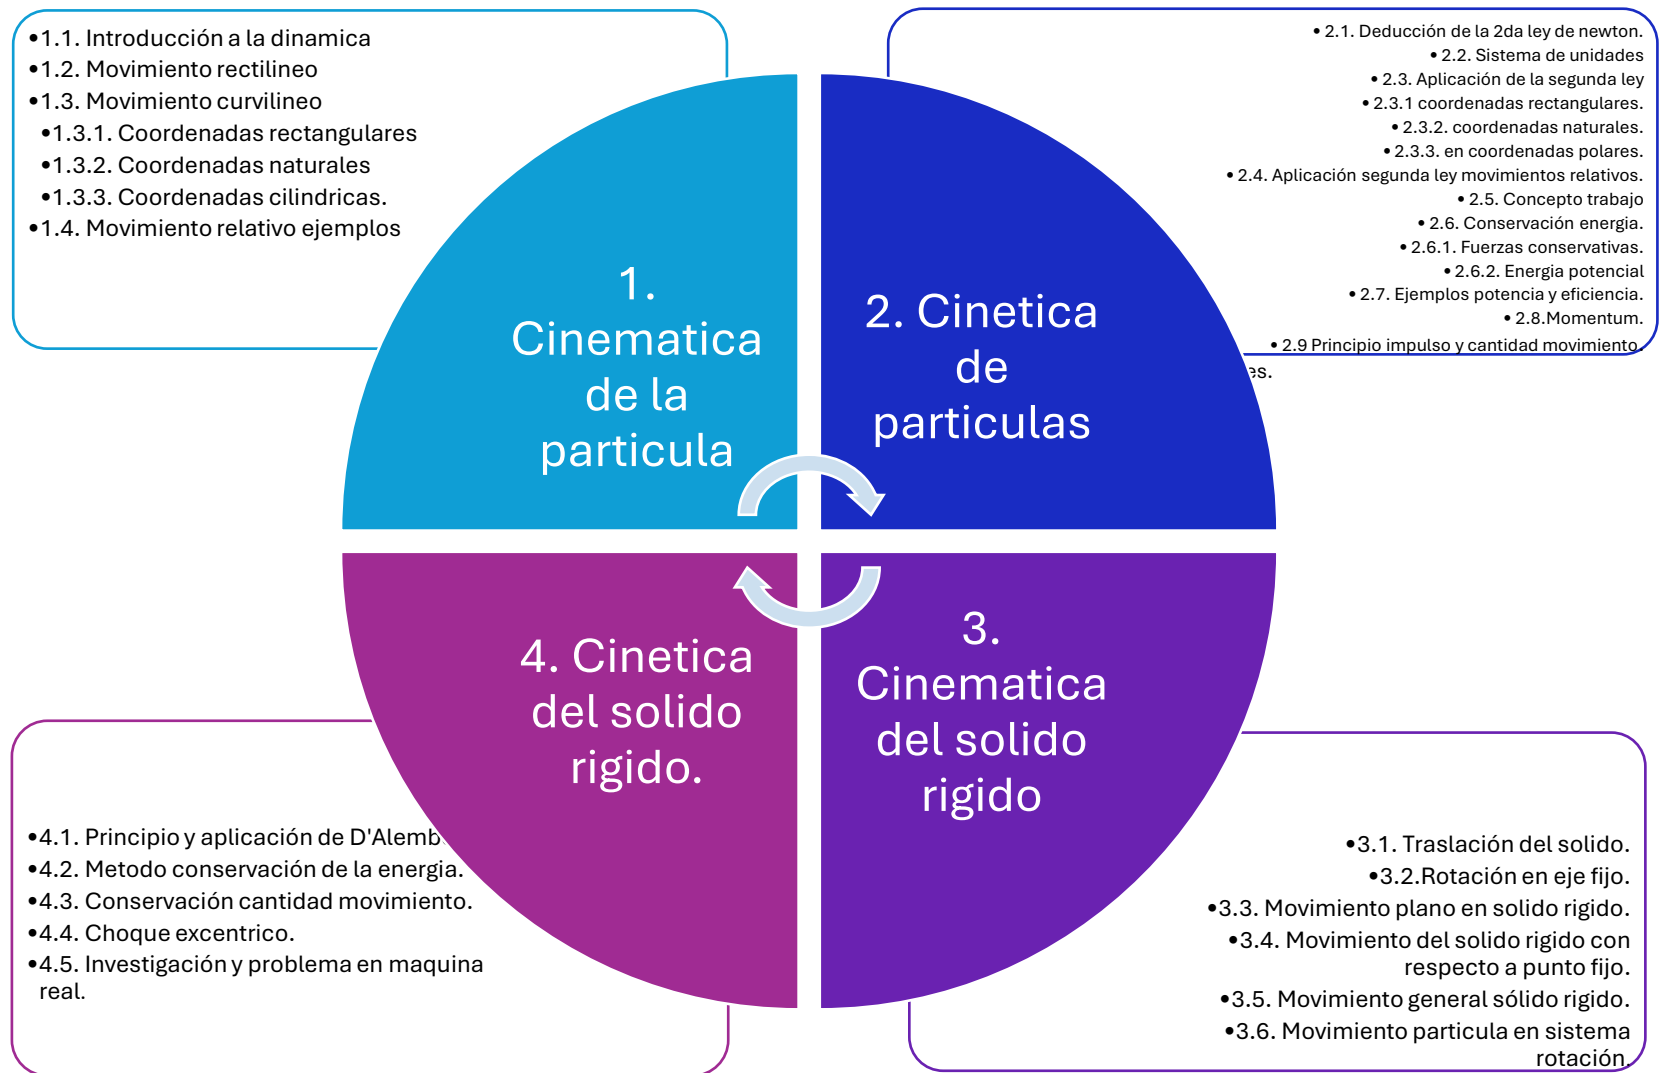 •1.1. Introducción a la dinamica
•1.2. Movimiento rectilineo
•1.3. Movimiento curvilineo
•1.3.1. Coordenadas rectangulares
•1.3.2. Coordenadas naturales
•1.3.3. Coordenadas cilindricas.
•1.4. Movimiento relativo ejemplos
1.
Cinematica
de la
particula
• 2.1. Deducción de la 2da ley de newton.
• 2.2. Sistema de unidades
• 2.3. Aplicación de la segunda ley
• 2.3.1 coordenadas rectangulares.
• 2.3.2. coordenadas naturales.
• 2.3.3. en coordenadas polares.
• 2.4. Aplicación segunda ley movimientos relativos.
• 2.5. Concepto trabajo
• 2.6. Conservación energia.
• 2.6.1. Fuerzas conservativas.
• 2.6.2. Energia potencial
• 2.7. Ejemplos potencia y eficiencia.
• 2.8.Momentum.
• 2.9 Principio impulso y cantidad movimiento.
es.
2. Cinetica
de
particulas
3.
Cinematica
del solido
rigido
•3.1. Traslación del solido.
•3.2.Rotación en eje fijo.
•3.3. Movimiento plano en solido rigido.
•3.4. Movimiento del solido rigido con
respecto a punto fijo.
•3.5. Movimiento general sólido rigido.
•3.6. Movimiento particula en sistema
rotación.
4. Cinetica
del solido
rigido.
•4.1. Principio y aplicación de D'Alemb
•4.2. Metodo conservación de la energia.
•4.3. Conservación cantidad movimiento.
•4.4. Choque excentrico.
•4.5. Investigación y problema en maquina
real.